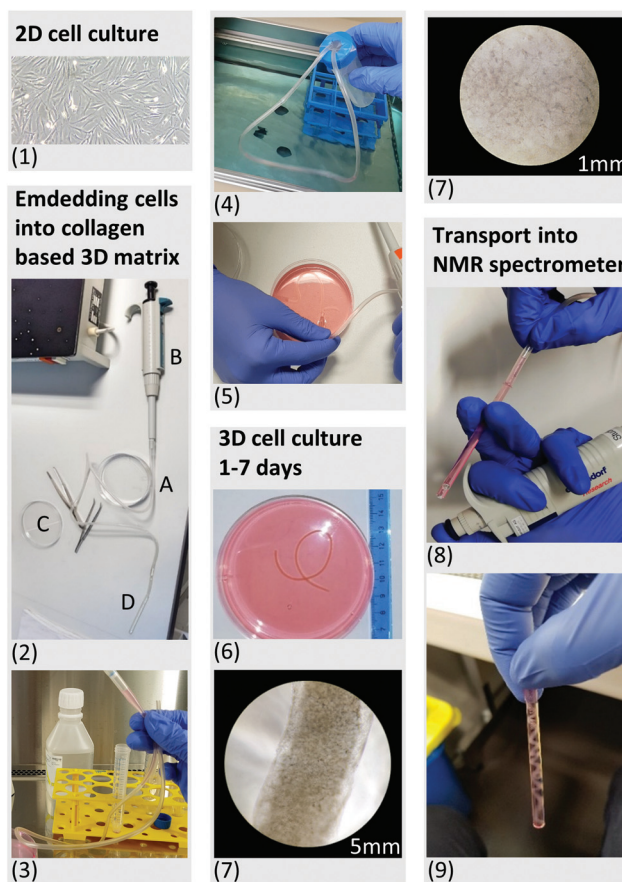 2D cell culture
(1)
Emdedding cells
into collagen
based 3D matrix
B
A
C
D
(2)
(3)
(4)
(5)
3D cell culture
1-7 days
(6)
5mm
(7)
1mm
(7)
Transport into
NMR spectrometer
(8)
(9)